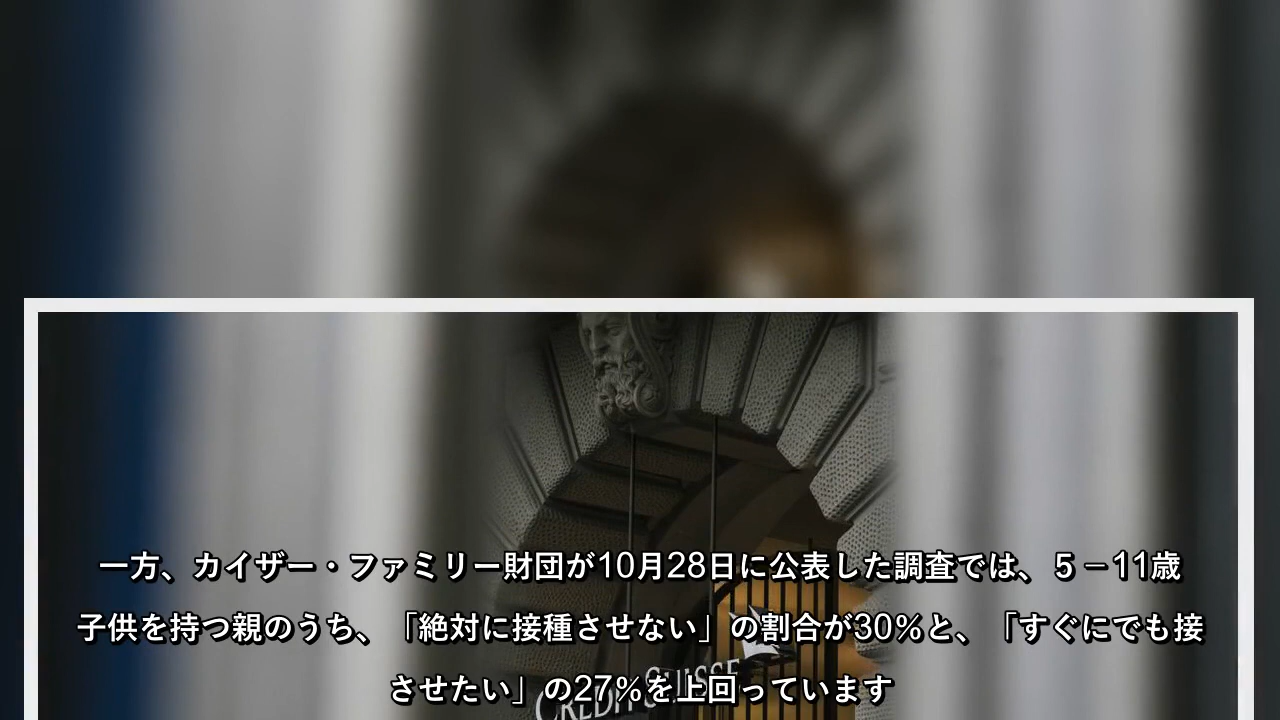 一方、カイザー・ファミリー財団が10月28日に公表した調査では、５－11歳
子供を持つ親のうち、「絶対に接種させない」の割合が30％と、「すぐにでも接
させたい」の27％を上回っています
CREDIT SUISSE